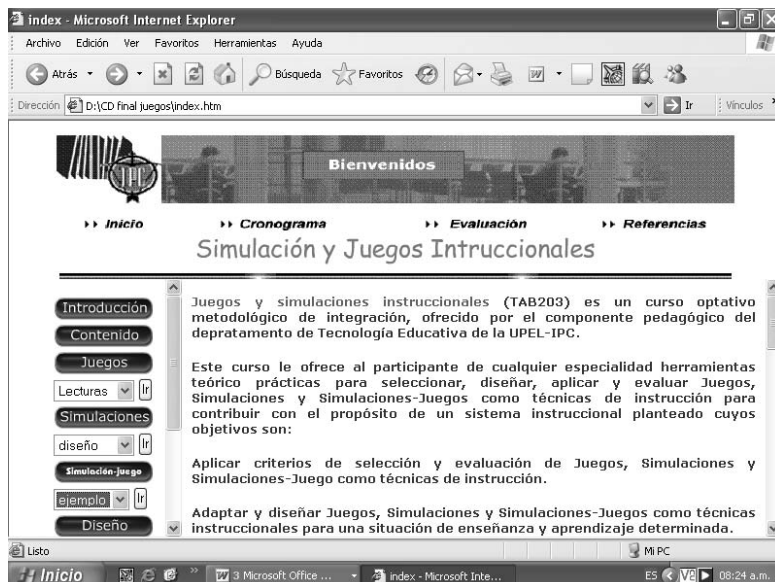 index - Microsoft Internet Explorer
Archivo Edición Ver Favoritos Herramientas Ayuda
Atrás Búsqueda Favoritos
Dirección D:\CD final juegos\index.htm Ir Vínculos
Bienvenidos
Inicio Cronograma Evaluación Referencias
Simulación y Juegos Intruccionales
Introducción
Contenido
Juegos
Lecturas Ir
Simulaciones
diseño Ir
Simulación-juego
ejemplo Ir
Diseño
Juegos y simulaciones instruccionales (TAB203) es un curso optativo
metodológico de integración, ofrecido por el componente pedagógico del
depratamento de Tecnología Educativa de la UPEL-IPC.
Este curso le ofrece al participante de cualquier especialidad herramientas
teórico prácticas para seleccionar, diseñar, aplicar y evaluar Juegos,
Simulaciones y Simulaciones-Juegos como técnicas de instrucción para
contribuir con el propósito de un sistema instruccional planteado cuyos
objetivos son:
Aplicar criterios de selección y evaluación de Juegos, Simulaciones y
Simulaciones-Juego como técnicas de instrucción.
Adaptar y diseñar Juegos, Simulaciones y Simulaciones-Juegos como técnicas
instruccionales para una situación de enseñanza y aprendizaje determinada.
Listo Mi PC
Inicio 3 Microsoft Office ... index - Microsoft Inte... ES 08:24 a.m.